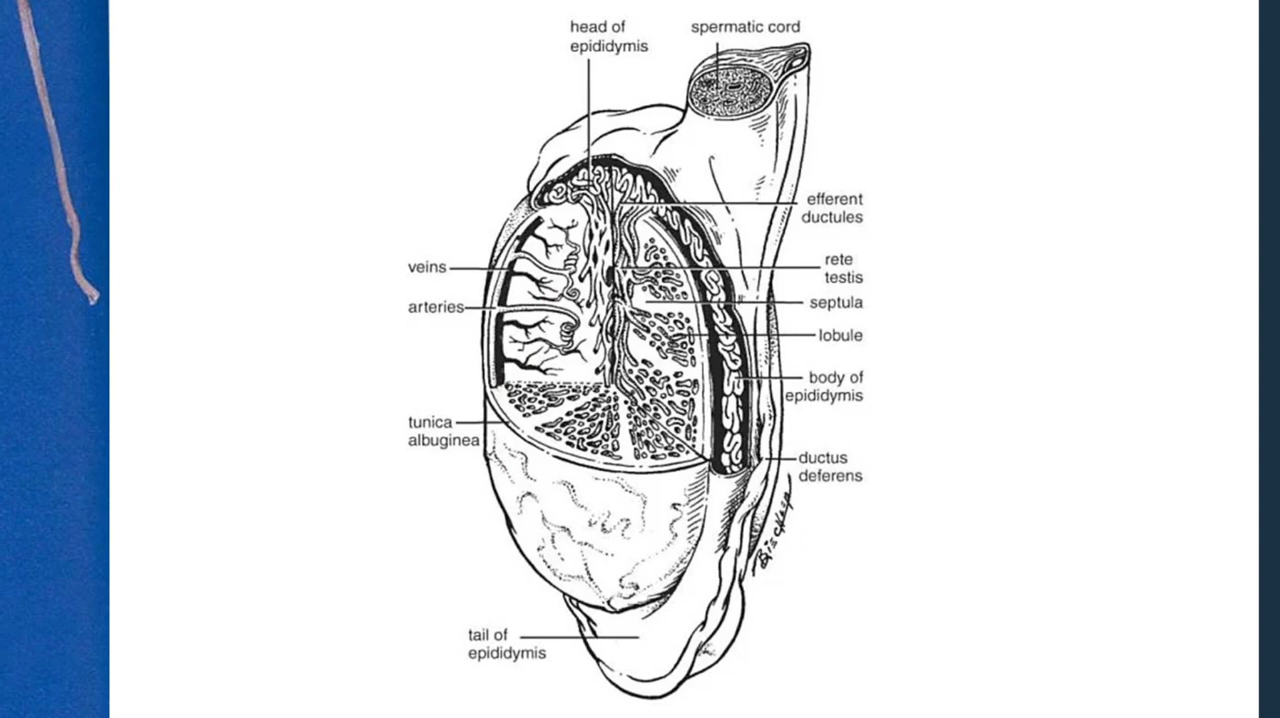 head of
epididymis
spermatic cord
efferent
ductules
veins
rete
testis
arteries
septula
lobule
body of
epididymis
tunica
albuginea
ductus
deferens
tail of
epididymis